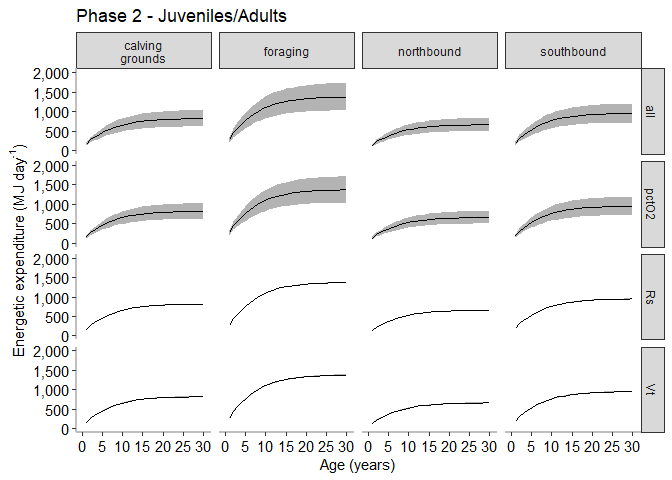 Phase 2 - Juveniles/Adults
calving
grounds
foraging
northbound
southbound
Energetic expenditure (MJ day⁻¹)
2,000
1,500
1,000
500
0
all
2,000
1,500
1,000
500
0
pctO2
2,000
1,500
1,000
500
0
Rs
2,000
1,500
1,000
500
0
Vt
0 5 10 15 20 25 30 0 5 10 15 20 25 30 0 5 10 15 20 25 30 0 5 10 15 20 25 30
Age (years)